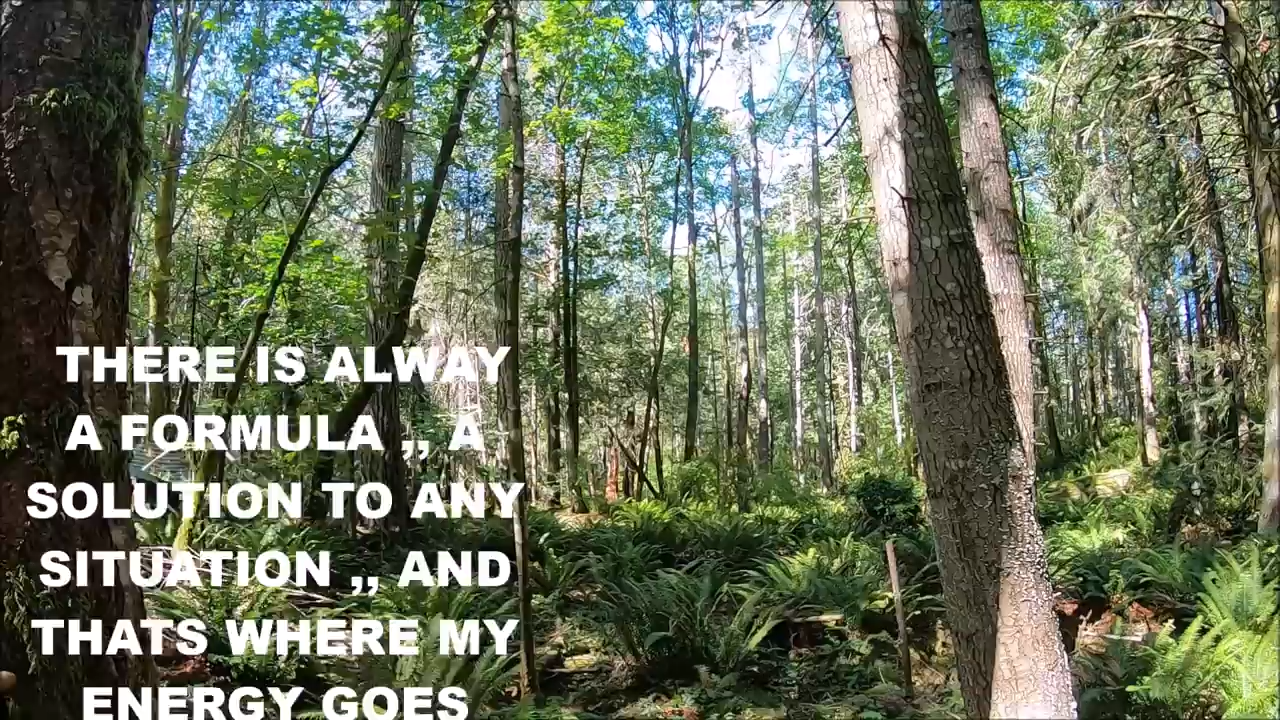 THERE IS ALWAY
A FORMULA ,, A
SOLUTION TO ANY
SITUATION ,, AND
THATS WHERE MY
ENERGY GOES